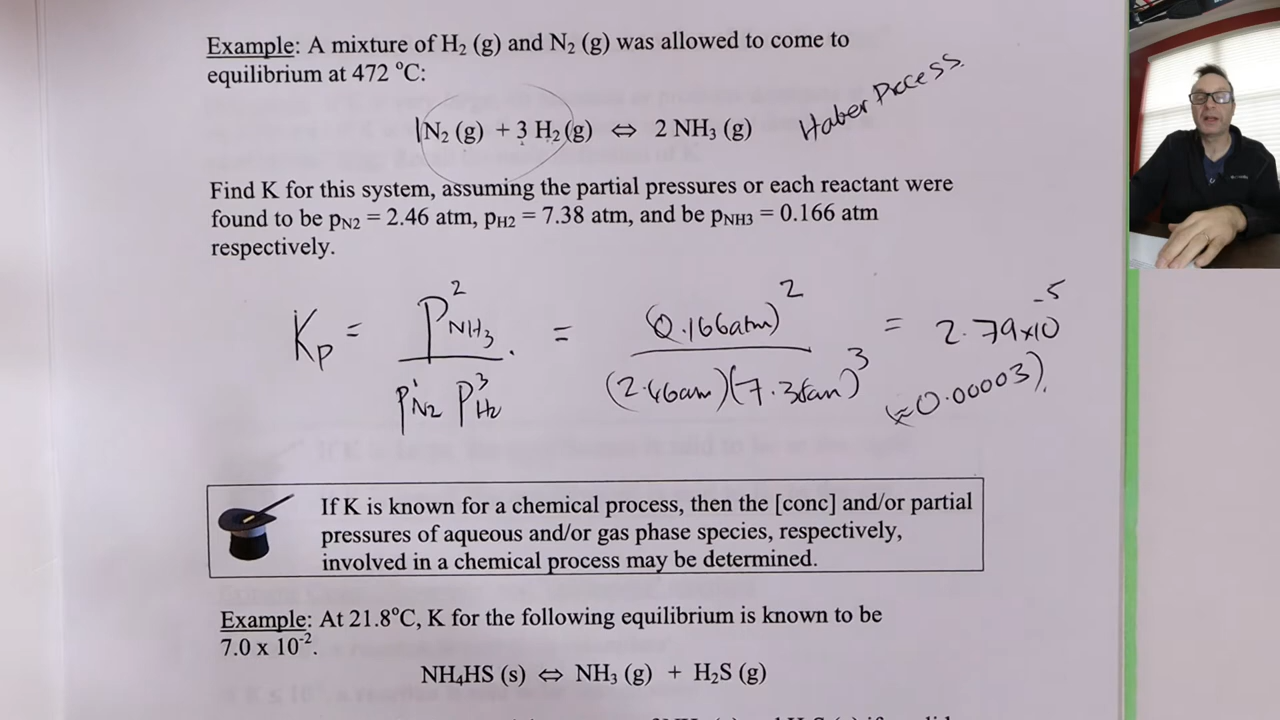 Example: A mixture of H₂ (g) and N₂ (g) was allowed to come to
equilibrium at 472 °C:
Haber Process
1N₂ (g) + 3 H₂ (g) ⇔ 2 NH₃ (g)
Find K for this system, assuming the partial pressures or each reactant were
found to be pN2 = 2.46 atm, pH2 = 7.38 atm, and be pNH3 = 0.166 atm
respectively.
Kp = P²NH₃ / P¹N₂ P³H₂ = (0.166atm)² / (2.46atm)(7.38atm)³ = 2.79x10⁻⁵
(≈0.00003)
If K is known for a chemical process, then the [conc] and/or partial
pressures of aqueous and/or gas phase species, respectively,
involved in a chemical process may be determined.
Example: At 21.8°C, K for the following equilibrium is known to be
7.0 x 10⁻².
NH₄HS (s) ⇔ NH₃ (g) + H₂S (g)